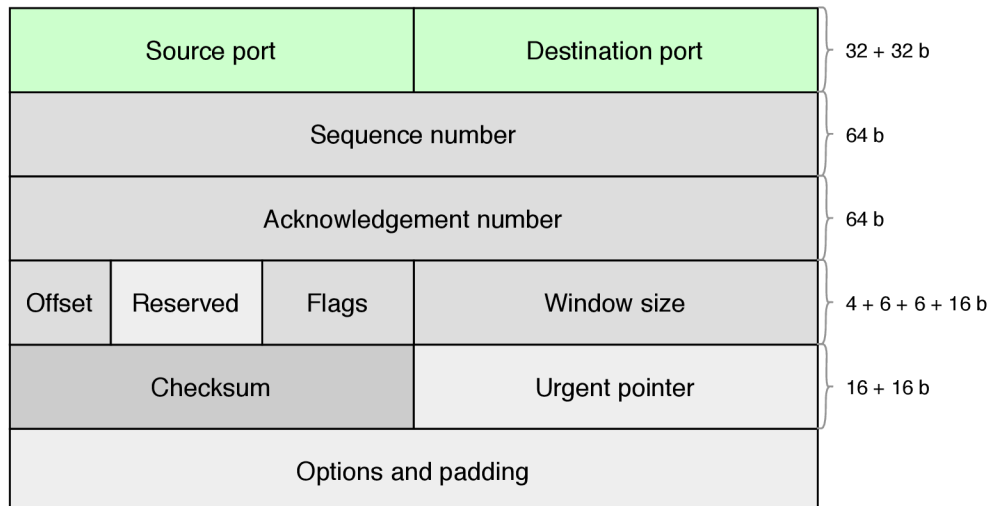 Source port Destination port 32 + 32 b
Sequence number 64 b
Acknowledgement number 64 b
Offset Reserved Flags Window size 4 + 6 + 6 + 16 b
Checksum Urgent pointer 16 + 16 b
Options and padding